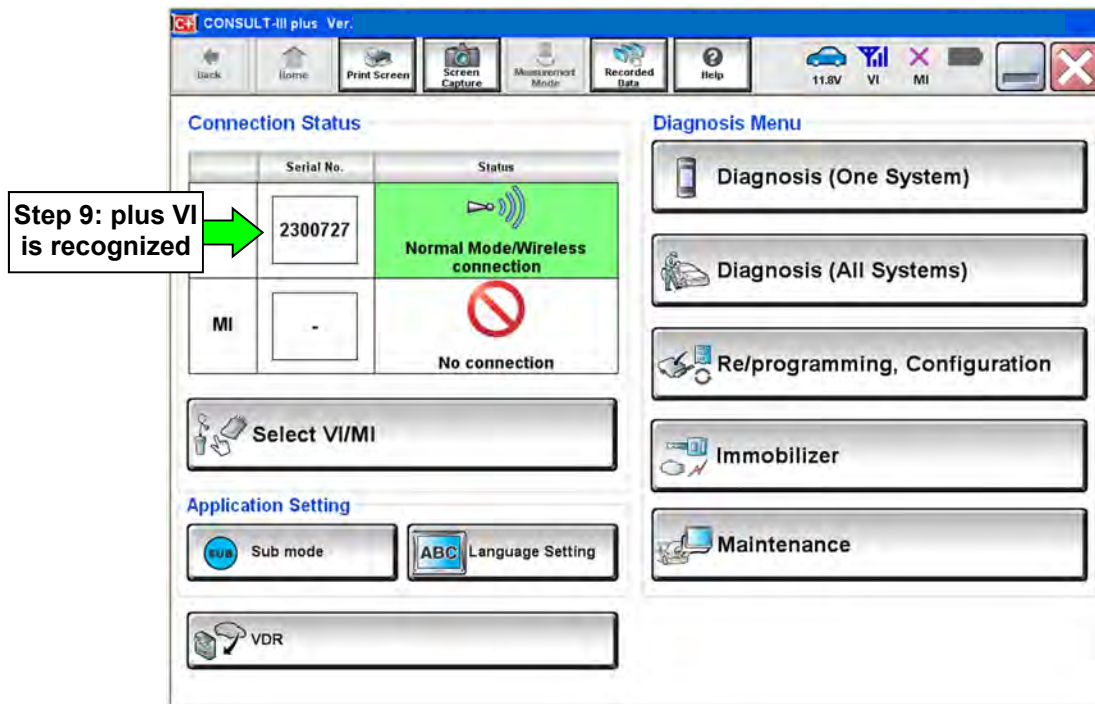 C+ CONSULT-III plus Ver.
Back
Home
Print Screen
Screen
Capture
Measurement
Mode
Recorded
Data
Help
11.8V
VI
MI
Connection Status
Serial No.
Status
Step 9: plus VI
is recognized
2300727
Normal Mode/Wireless
connection
MI
-
No connection
Select VI/MI
Application Setting
SUB
Sub mode
ABC
Language Setting
VDR
Diagnosis Menu
Diagnosis (One System)
Diagnosis (All Systems)
Re/programming, Configuration
Immobilizer
Maintenance